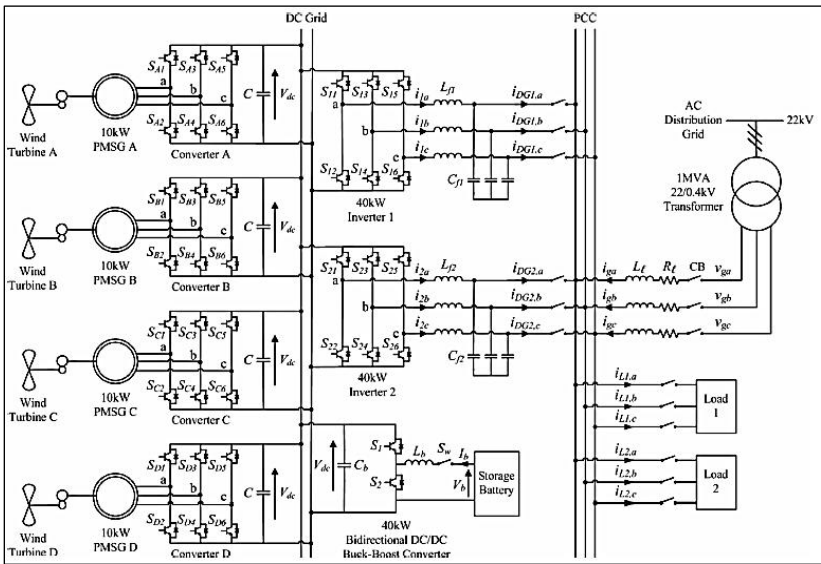 DC Grid
PCC
Wind
Turbine A
10kW
PMSG A
S_A1 S_A3 S_A5
a
b
c
S_A2 S_A4 S_A6
Converter A
C
V_dc
Wind
Turbine B
10kW
PMSG B
S_B1 S_B3 S_B5
a
b
c
S_B2 S_B4 S_B6
Converter B
C
V_dc
Wind
Turbine C
10kW
PMSG C
S_C1 S_C3 S_C5
a
b
c
S_C2 S_C4 S_C6
Converter C
C
V_dc
Wind
Turbine D
10kW
PMSG D
S_D1 S_D3 S_D5
a
b
c
S_D2 S_D4 S_D6
Converter D
C
V_dc
S_11 S_13 S_15
a
b
c
S_12 S_14 S_16
40kW
Inverter 1
i_1a
i_1b
i_1c
L_f1
C_f1
i_DG1,a
i_DG1,b
i_DG1,c
S_21 S_23 S_25
a
b
c
S_22 S_24 S_26
40kW
Inverter 2
i_2a
i_2b
i_2c
L_f2
C_f2
i_DG2,a
i_DG2,b
i_DG2,c
V_dc
C_b
S_1
S_2
L_b
S_w
I_b
V_b
Storage
Battery
40kW
Bidirectional DC/DC
Buck-Boost Converter
AC
Distribution
Grid
22kV
1MVA
22/0.4kV
Transformer
i_ga
i_gb
i_gc
L_ℓ
R_ℓ
CB
v_ga
v_gb
v_gc
i_L1,a
i_L1,b
i_L1,c
Load
1
i_L2,a
i_L2,b
i_L2,c
Load
2